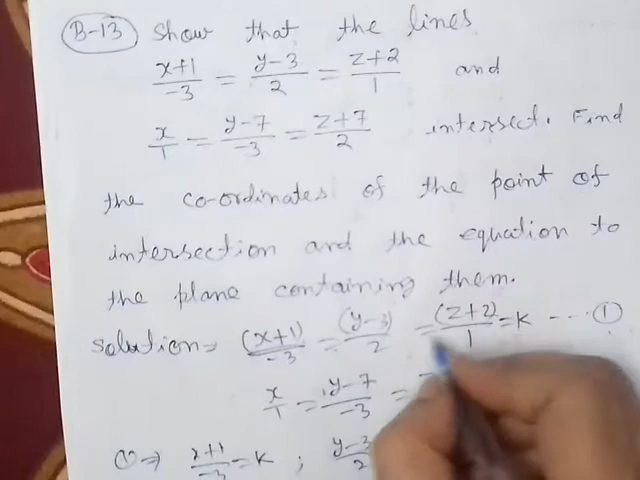 B-13 Show that the lines
x+1/-3 = y-3/2 = z+2/1 and
x/1 = y-7/-3 = z+7/2 intersect. Find
the co-ordinates of the point of
intersection and the equation to
the plane containing them.
Solution⇒ (x+1)/-3 = (y-3)/2 = (z+2)/1 = K ---- ①
x/1 = y-7/-3 =
①⇒ x+1/-3 = K ; y-3/2